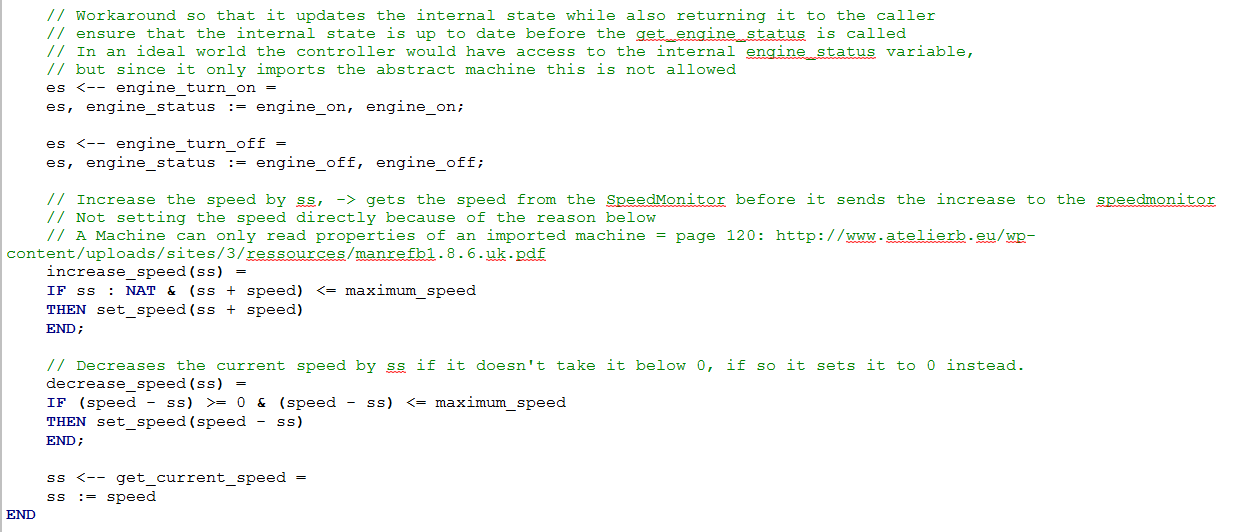 // Workaround so that it updates the internal state while also returning it to the caller
// ensure that the internal state is up to date before the get_engine_status is called
// In an ideal world the controller would have access to the internal engine_status variable,
// but since it only imports the abstract machine this is not allowed
es <-- engine_turn_on =
es, engine_status := engine_on, engine_on;
es <-- engine_turn_off =
es, engine_status := engine_off, engine_off;
// Increase the speed by ss, -> gets the speed from the SpeedMonitor before it sends the increase to the speedmonitor
// Not setting the speed directly because of the reason below
// A Machine can only read properties of an imported machine = page 120: http://www.atelierb.eu/wp-
content/uploads/sites/3/ressources/manrefb1.8.6.uk.pdf
increase_speed(ss) =
IF ss : NAT & (ss + speed) <= maximum_speed
THEN set_speed(ss + speed)
END;
// Decreases the current speed by ss if it doesn't take it below 0, if so it sets it to 0 instead.
decrease_speed(ss) =
IF (speed - ss) >= 0 & (speed - ss) <= maximum_speed
THEN set_speed(speed - ss)
END;
ss <-- get_current_speed =
ss := speed
END